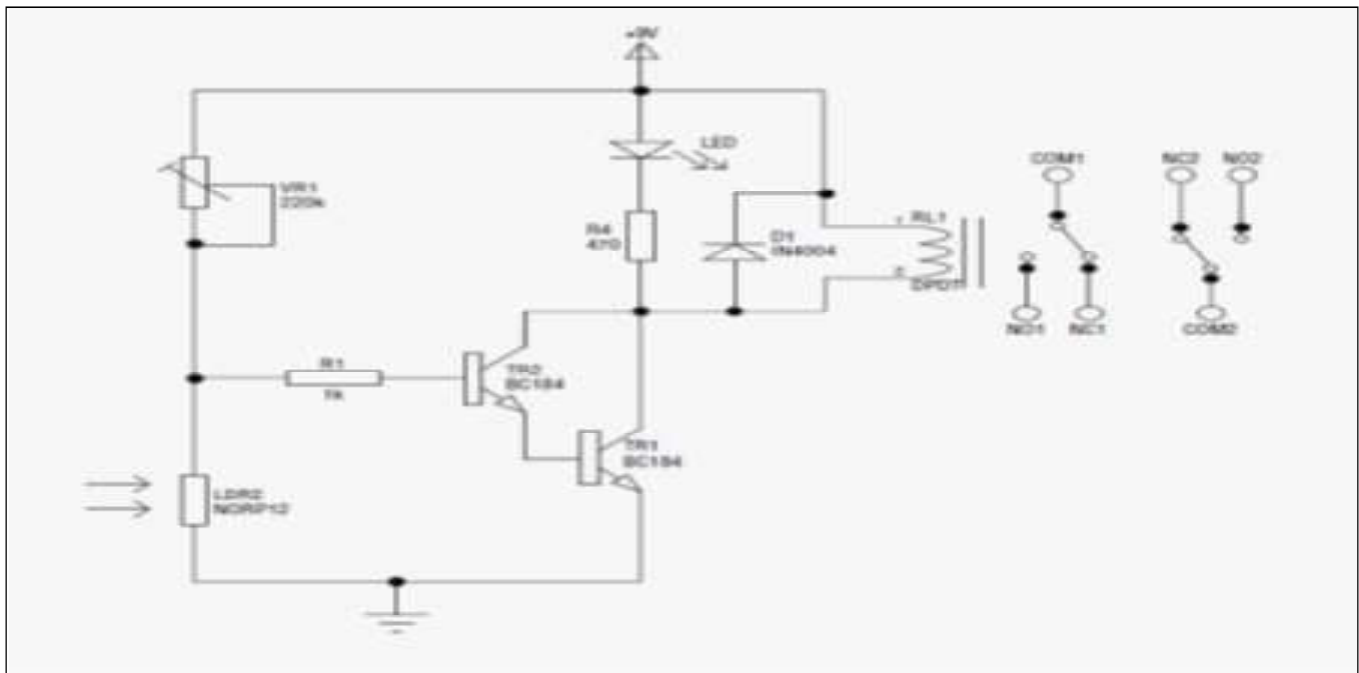 +9V
LED
COM1
NC2
NO2
VR1
220k
RL1
R4
470
D1
IN4004
NO1
NC1
COM2
R1
TR2
BC184
TR1
BC184
LDR2
NORP12